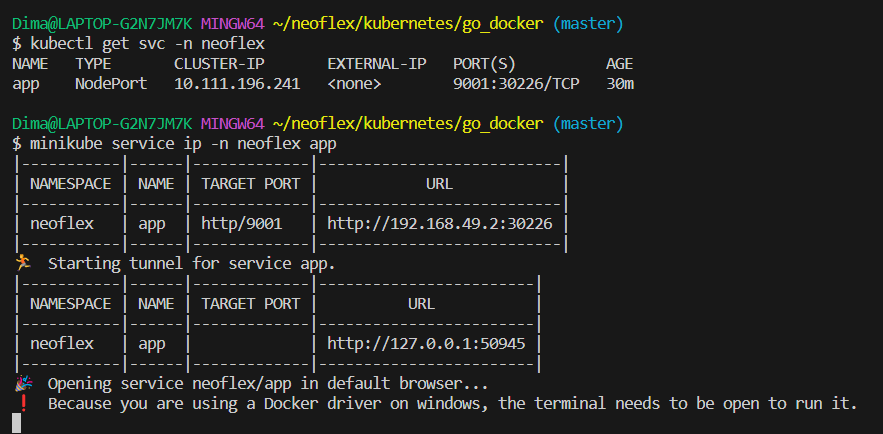 Dima@LAPTOP-G2N7JM7K MINGW64 ~/neoflex/kubernetes/go_docker (master)
$ kubectl get svc -n neoflex
NAME   TYPE       CLUSTER-IP       EXTERNAL-IP   PORT(S)          AGE
app    NodePort   10.111.196.241   <none>        9001:30226/TCP   30m

Dima@LAPTOP-G2N7JM7K MINGW64 ~/neoflex/kubernetes/go_docker (master)
$ minikube service ip -n neoflex app
|-----------|------|-------------|---------------------------|
| NAMESPACE | NAME | TARGET PORT |            URL            |
|-----------|------|-------------|---------------------------|
| neoflex   | app  | http/9001   | http://192.168.49.2:30226 |
|-----------|------|-------------|---------------------------|
🏃  Starting tunnel for service app.
|-----------|------|-------------|------------------------|
| NAMESPACE | NAME | TARGET PORT |          URL           |
|-----------|------|-------------|------------------------|
| neoflex   | app  |             | http://127.0.0.1:50945 |
|-----------|------|-------------|------------------------|
🎉  Opening service neoflex/app in default browser...
❗  Because you are using a Docker driver on windows, the terminal needs to be open to run it.